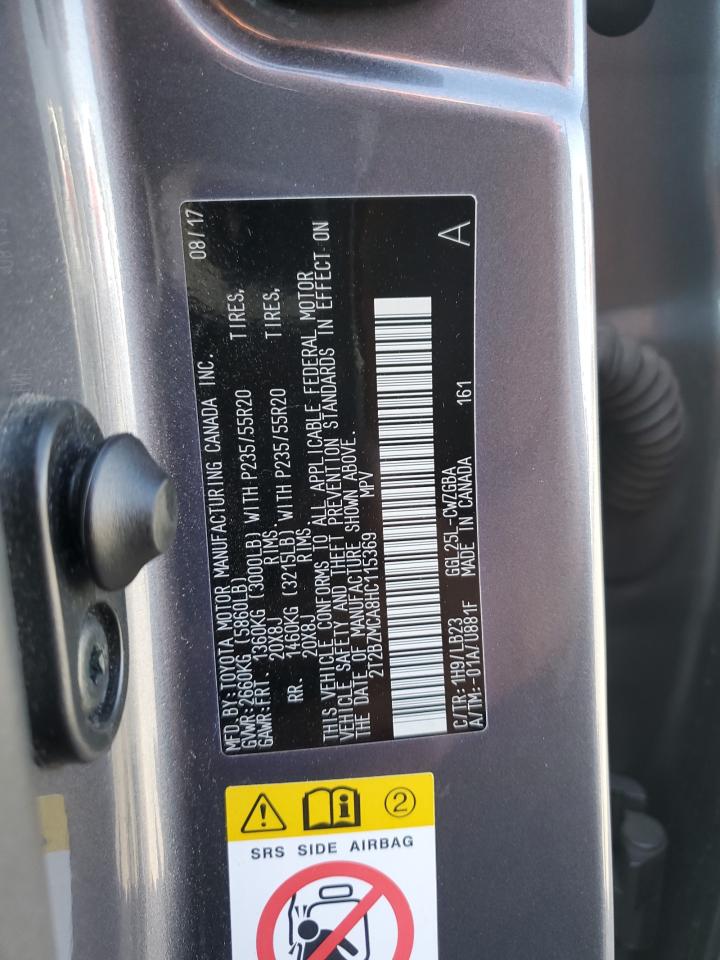 MFD BY:TOYOTA MOTOR MANUFACTURING CANADA INC. 08/17
GVWR:2660KG (5860LB)
GAWR:FRT. 1360KG (3000LB) WITH P235/55R20 TIRES,
20X8J RIMS.
RR. 1460KG (3215LB) WITH P235/55R20 TIRES,
20X8J RIMS.
THIS VEHICLE CONFORMS TO ALL APPLICABLE FEDERAL MOTOR
VEHICLE SAFETY AND THEFT PREVENTION STANDARDS IN EFFECT ON
THE DATE OF MANUFACTURE SHOWN ABOVE.
2T2BZMCA8HC115369 MPV
C/TR:1H9/LB23 GGL25L-CWZGBA
A/TM:-01A/U881F MADE IN CANADA 161
A
2
SRS SIDE AIRBAG